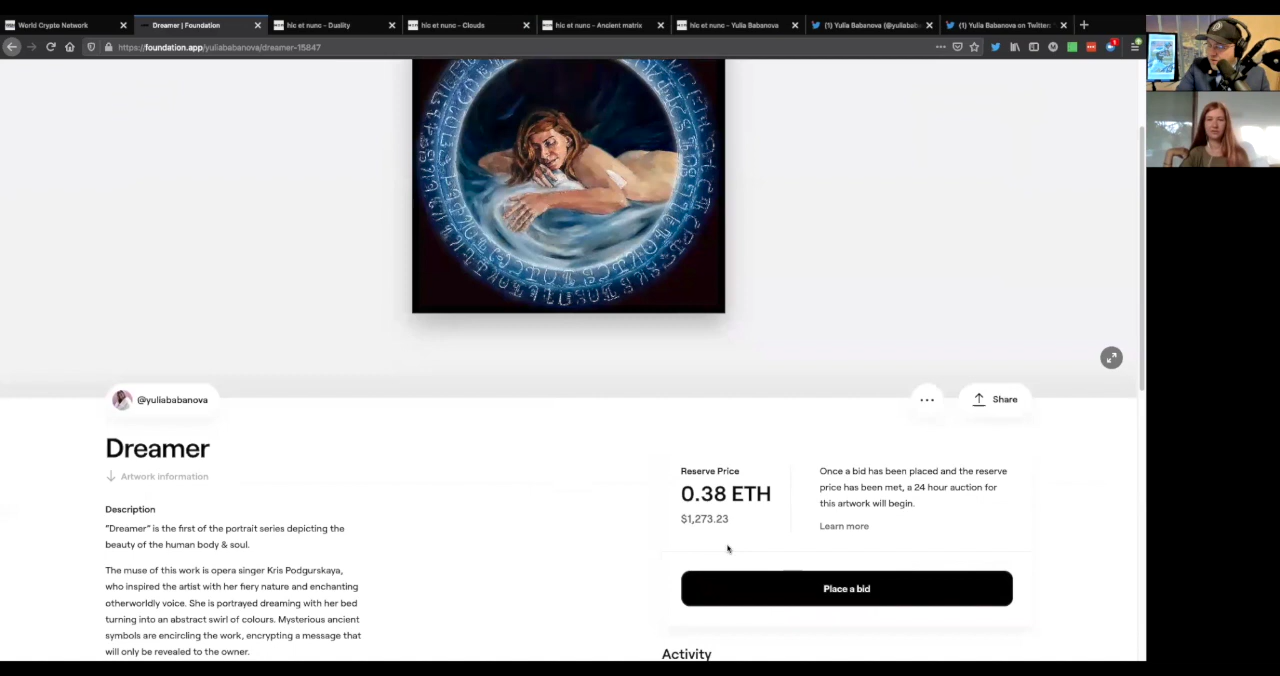 World Crypto Network
Dreamer | Foundation
hic et nunc – Duality
hic et nunc – Clouds
hic et nunc – Ancient matrix
hic et nunc – Yulia Babanova
(1) Yulia Babanova (@yuliabab
(1) Yulia Babanova on Twitter:
https://foundation.app/yuliababanova/dreamer-15847
@yuliababanova
Share
Dreamer
Artwork information
Description
"Dreamer" is the first of the portrait series depicting the
beauty of the human body & soul.
The muse of this work is opera singer Kris Podgurskaya,
who inspired the artist with her fiery nature and enchanting
otherworldly voice. She is portrayed dreaming with her bed
turning into an abstract swirl of colours. Mysterious ancient
symbols are encircling the work, encrypting a message that
will only be revealed to the owner.
Reserve Price
0.38 ETH
$1,273.23
Once a bid has been placed and the reserve
price has been met, a 24 hour auction for
this artwork will begin.
Learn more
Place a bid
Activity